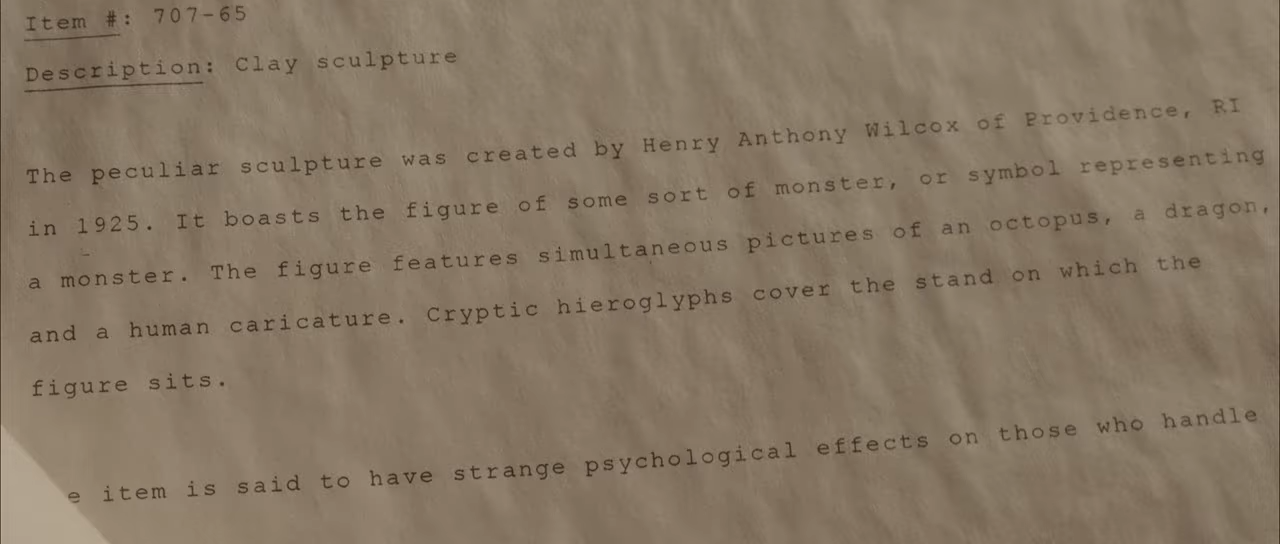 Item #: 707-65
Description: Clay sculpture
The peculiar sculpture was created by Henry Anthony Wilcox of Providence, RI
in 1925. It boasts the figure of some sort of monster, or symbol representing
a monster. The figure features simultaneous pictures of an octopus, a dragon,
and a human caricature. Cryptic hieroglyphs cover the stand on which the
figure sits.
e item is said to have strange psychological effects on those who handle